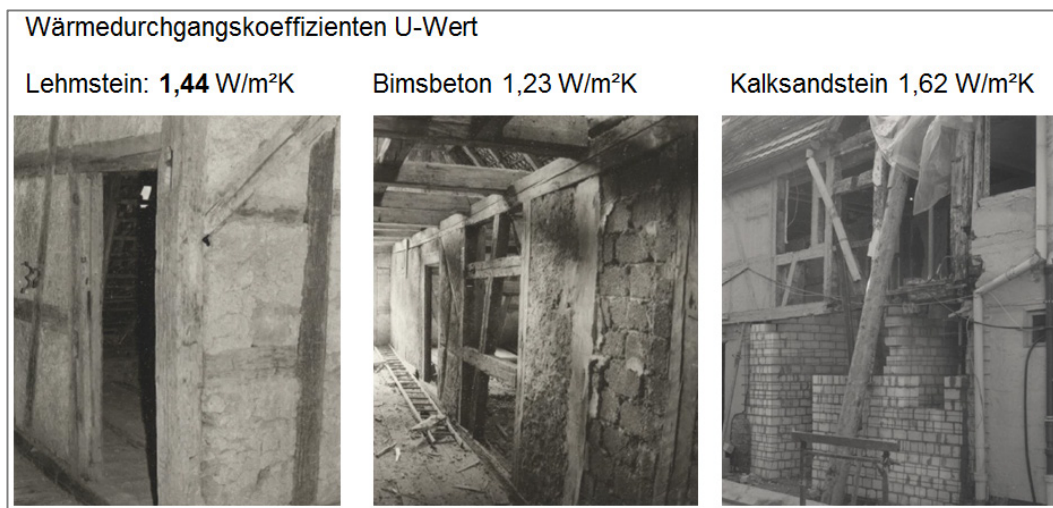 Wärmedurchgangskoeffizienten U-Wert
Lehmstein: 1,44 W/m²K
Bimsbeton 1,23 W/m²K
Kalksandstein 1,62 W/m²K